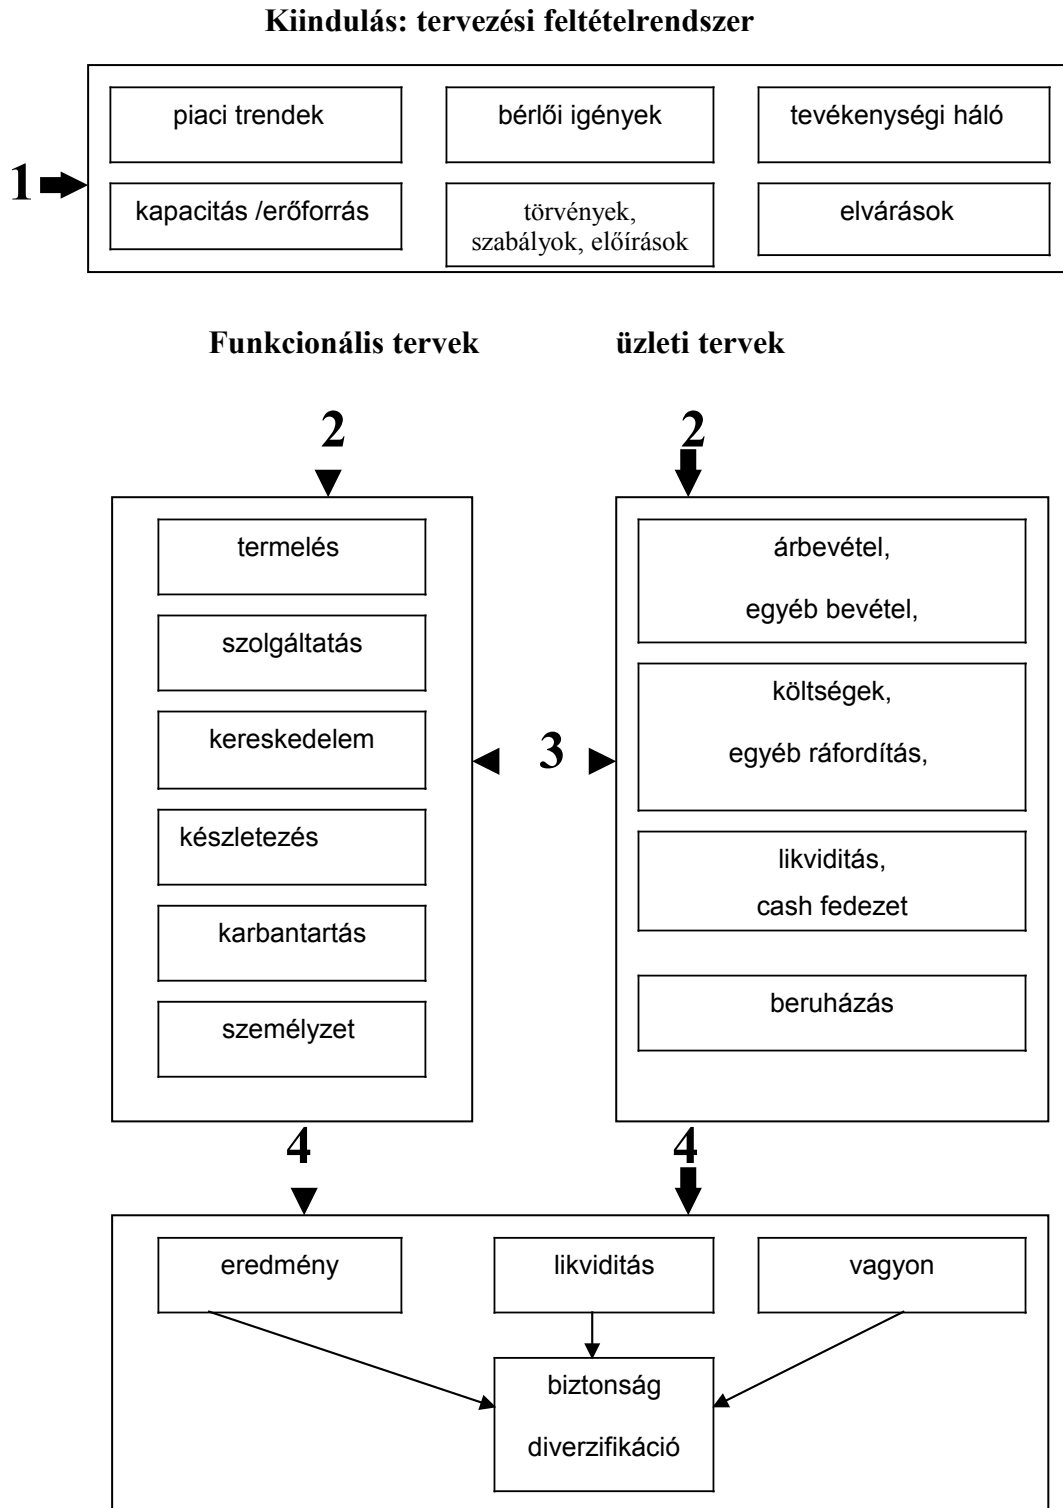 Kiindulás: tervezési feltételrendszer
piaci trendek
bérlői igények
tevékenységi háló
1
kapacitás /erőforrás
törvények,
szabályok, előírások
elvárások
Funkcionális tervek
üzleti tervek
2
2
termelés
szolgáltatás
kereskedelem
készletezés
karbantartás
személyzet
3
árbevétel,
egyéb bevétel,
költségek,
egyéb ráfordítás,
likviditás,
cash fedezet
beruházás
4
4
eredmény
likviditás
vagyon
biztonság
diverzifikáció